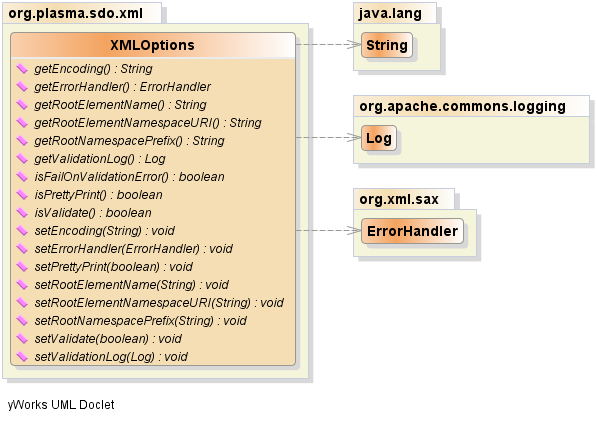 org.plasma.sdo.xml
XMLOptions
getEncoding() : String
getErrorHandler() : ErrorHandler
getRootElementName() : String
getRootElementNamespaceURI() : String
getRootNamespacePrefix() : String
getValidationLog() : Log
isFailOnValidationError() : boolean
isPrettyPrint() : boolean
isValidate() : boolean
setEncoding(String) : void
setErrorHandler(ErrorHandler) : void
setPrettyPrint(boolean) : void
setRootElementName(String) : void
setRootElementNamespaceURI(String) : void
setRootNamespacePrefix(String) : void
setValidate(boolean) : void
setValidationLog(Log) : void
java.lang
String
org.apache.commons.logging
Log
org.xml.sax
ErrorHandler
yWorks UML Doclet